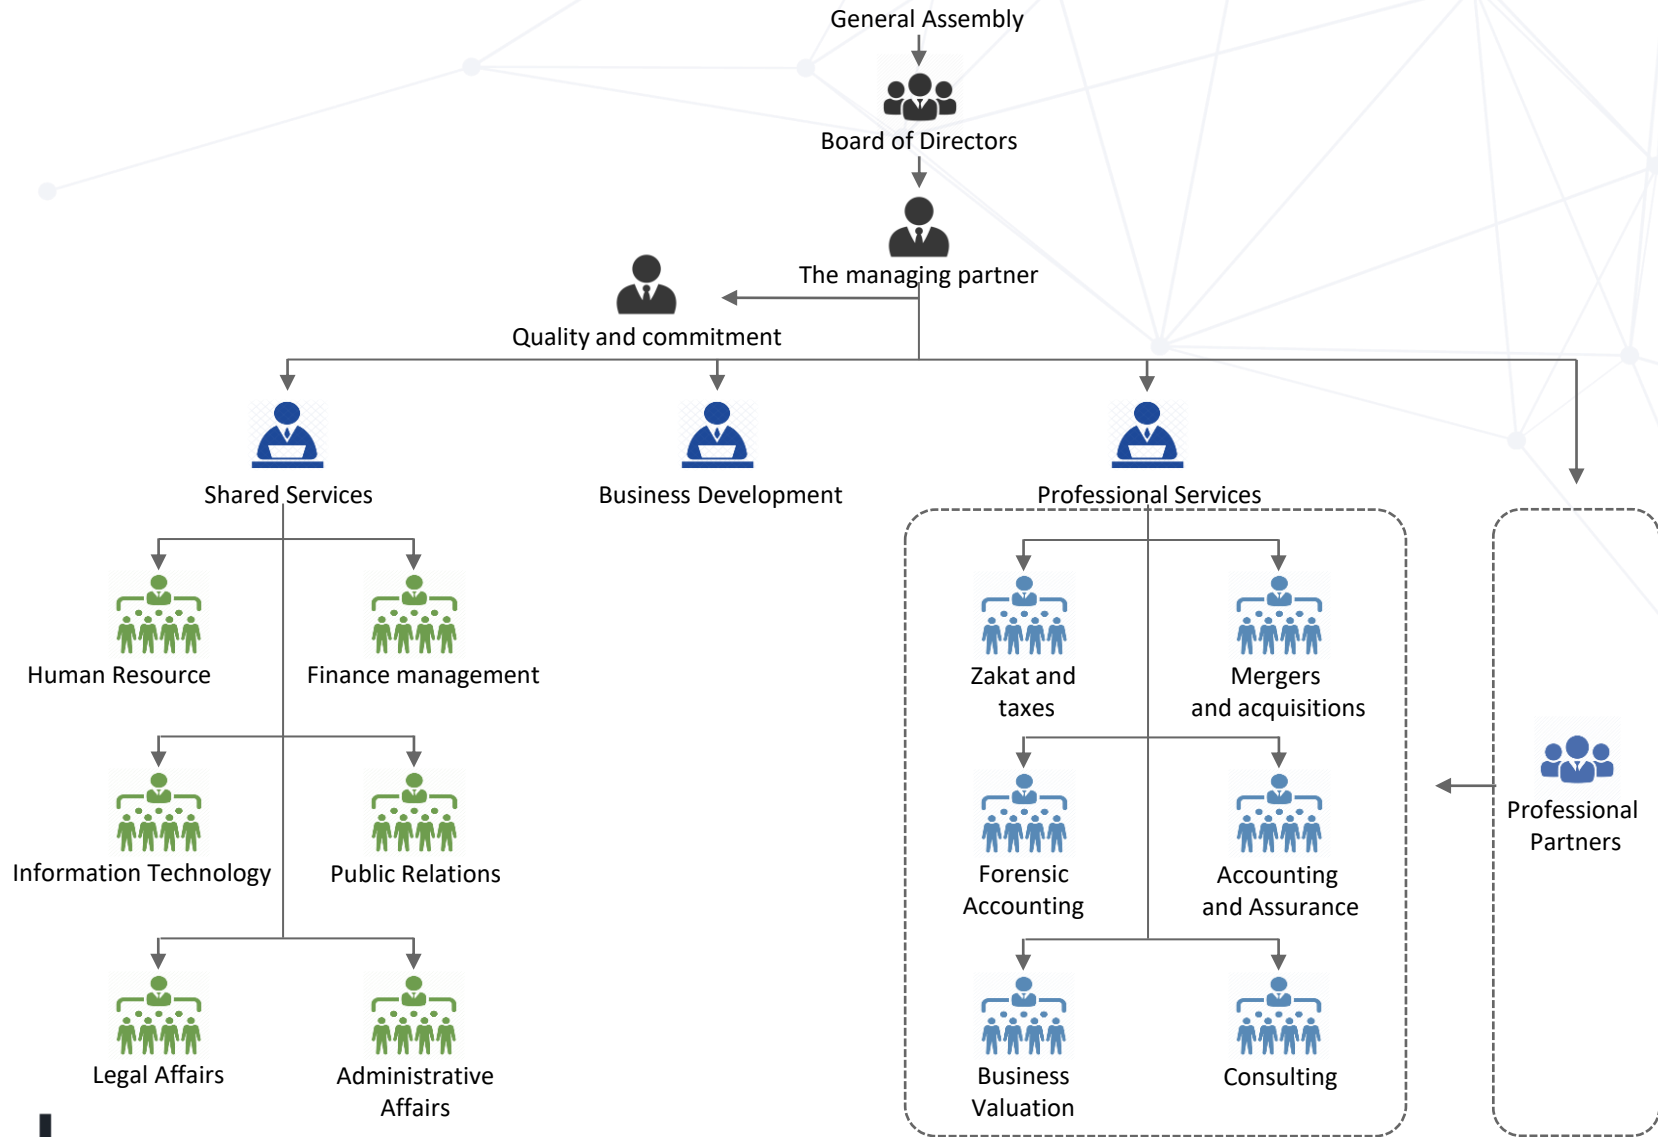 General Assembly
Board of Directors
The managing partner
Quality and commitment
Shared Services
Business Development
Professional Services
Human Resource
Finance management
Zakat and
taxes
Mergers
and acquisitions
Information Technology
Public Relations
Forensic
Accounting
Accounting
and Assurance
Professional
Partners
Legal Affairs
Administrative
Affairs
Business
Valuation
Consulting